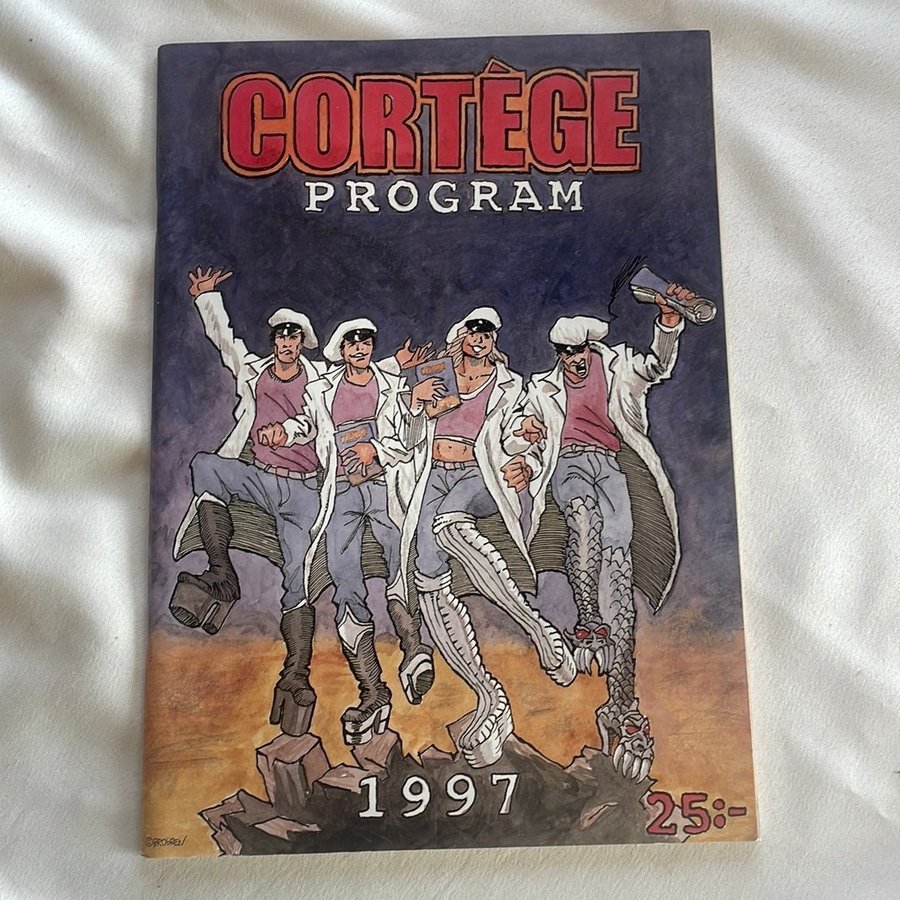 CORTÈGE
PROGRAM
1997
25:-